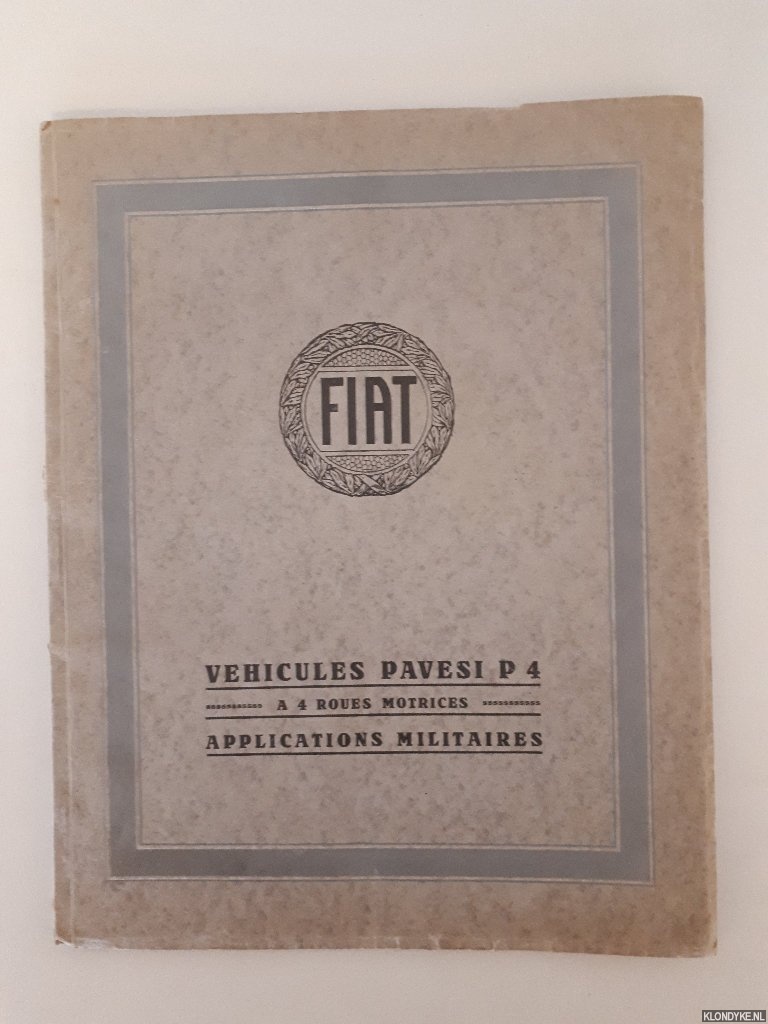 FIAT
VEHICULES PAVESI P 4
A 4 ROUES MOTRICES
APPLICATIONS MILITAIRES
KLONDYKE.NL